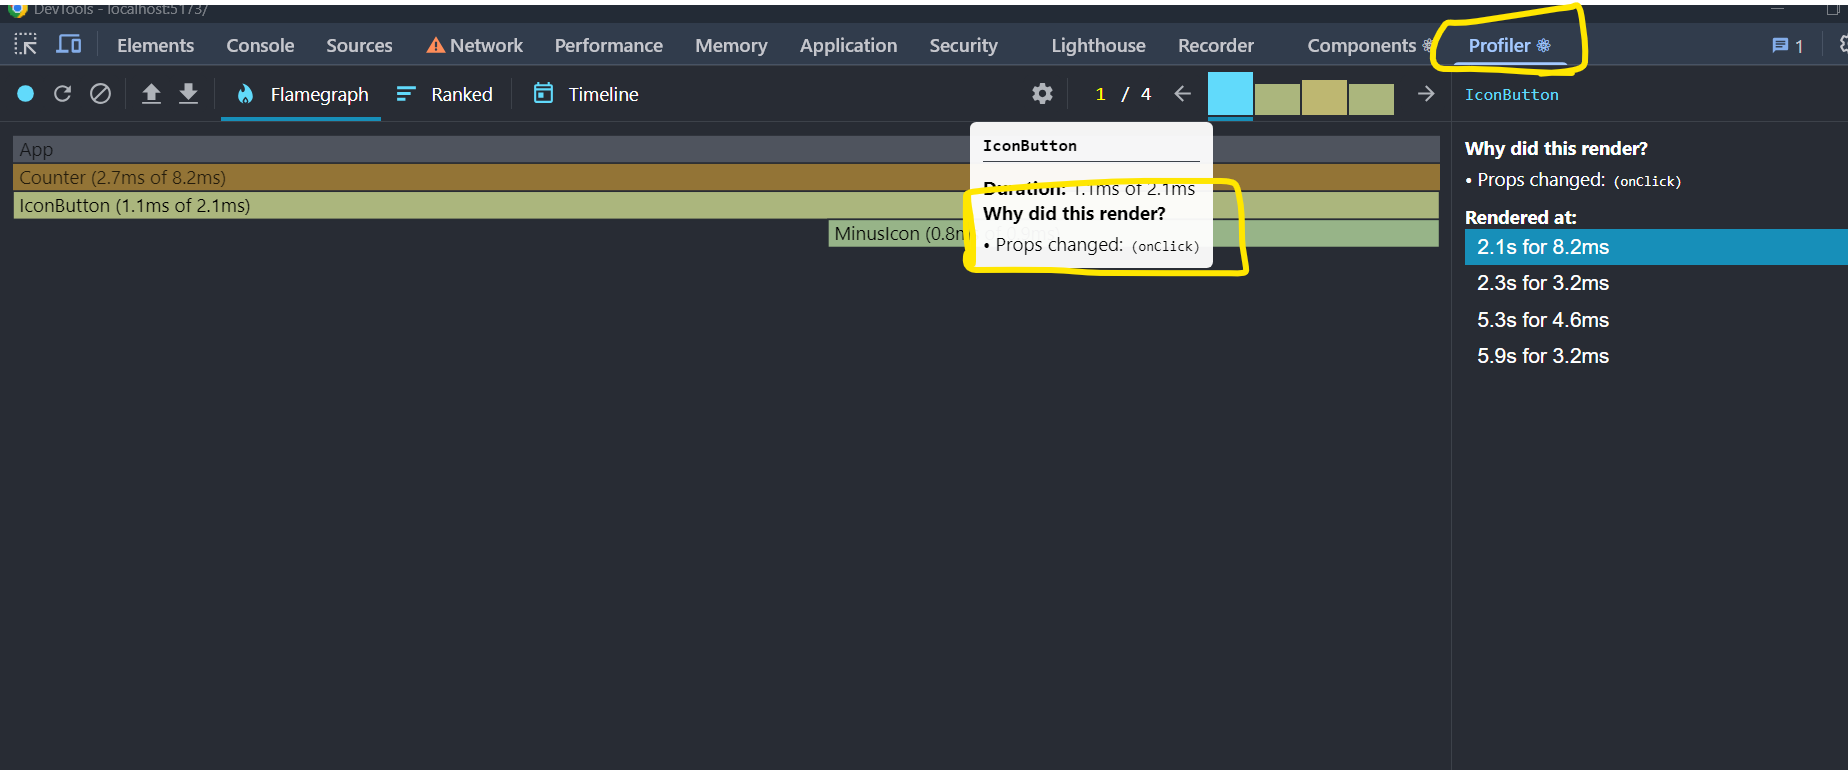 DevTools - localhost:5173/
Elements Console Sources Network Performance Memory Application Security Lighthouse Recorder Components Profiler 1
Flamegraph Ranked Timeline 1 / 4 IconButton
App
Counter (2.7ms of 8.2ms)
IconButton (1.1ms of 2.1ms)
MinusIcon (0.8m
IconButton
Duration: 1.1ms of 2.1ms
Why did this render?
• Props changed: (onClick)
Why did this render?
• Props changed: (onClick)
Rendered at:
2.1s for 8.2ms
2.3s for 3.2ms
5.3s for 4.6ms
5.9s for 3.2ms